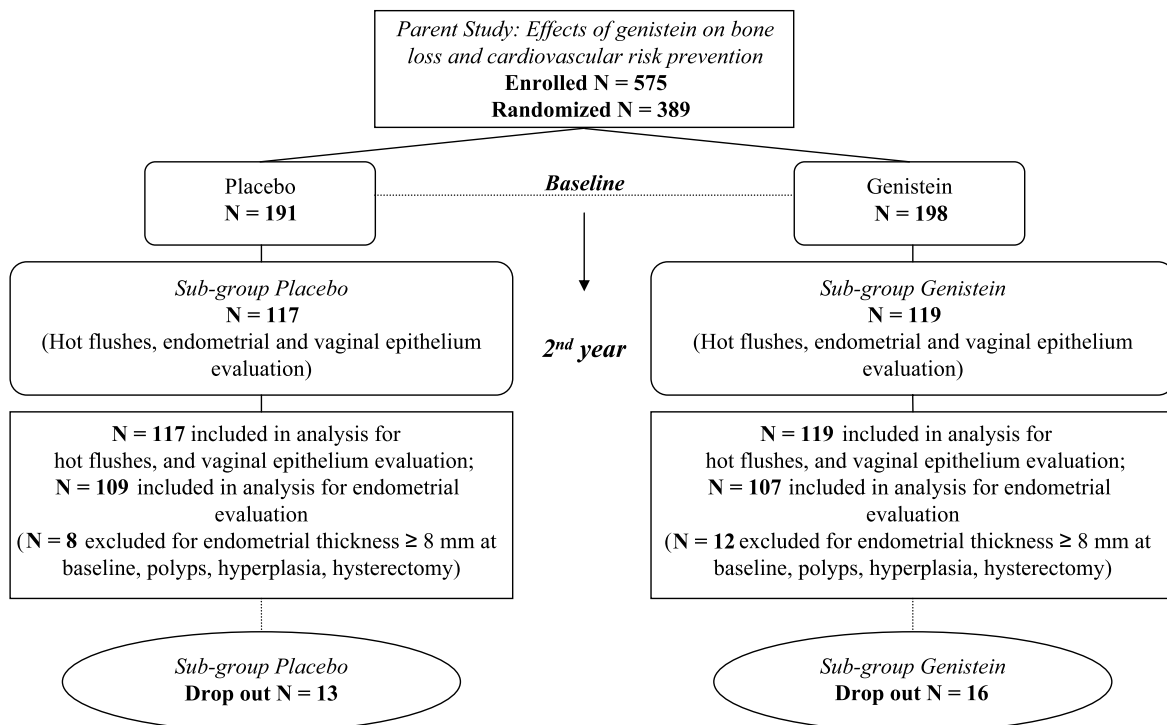 Parent Study: Effects of genistein on bone
loss and cardiovascular risk prevention
Enrolled N = 575
Randomized N = 389
Placebo
N = 191
Baseline
Genistein
N = 198
Sub-group Placebo
N = 117
(Hot flushes, endometrial and vaginal epithelium
evaluation)
2nd year
Sub-group Genistein
N = 119
(Hot flushes, endometrial and vaginal epithelium
evaluation)
N = 117 included in analysis for
hot flushes, and vaginal epithelium evaluation;
N = 109 included in analysis for endometrial
evaluation
(N = 8 excluded for endometrial thickness ≥ 8 mm at
baseline, polyps, hyperplasia, hysterectomy)
N = 119 included in analysis for
hot flushes, and vaginal epithelium evaluation;
N = 107 included in analysis for endometrial
evaluation
(N = 12 excluded for endometrial thickness ≥ 8 mm at
baseline, polyps, hyperplasia, hysterectomy)
Sub-group Placebo
Drop out N = 13
Sub-group Genistein
Drop out N = 16